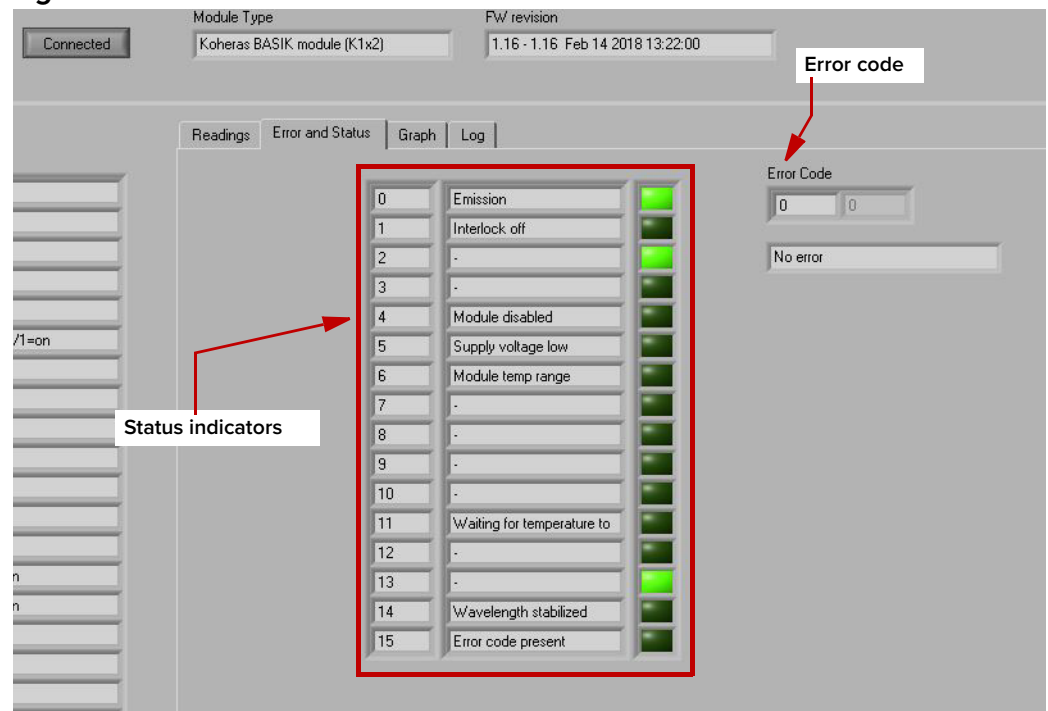 Module Type
FW revision
Connected
Koheras BASIK module (K1x2)
1.16 - 1.16 Feb 14 2018 13:22:00
Error code
Readings
Error and Status
Graph
Log
Error Code
0 Emission
0 0
1 Interlock off
2 -
No error
3 -
4 Module disabled
/1=on
5 Supply voltage low
6 Module temp range
7 -
Status indicators
8 -
9 -
10 -
11 Waiting for temperature to
12 -
13 -
n
14 Wavelength stabilized
n
15 Error code present